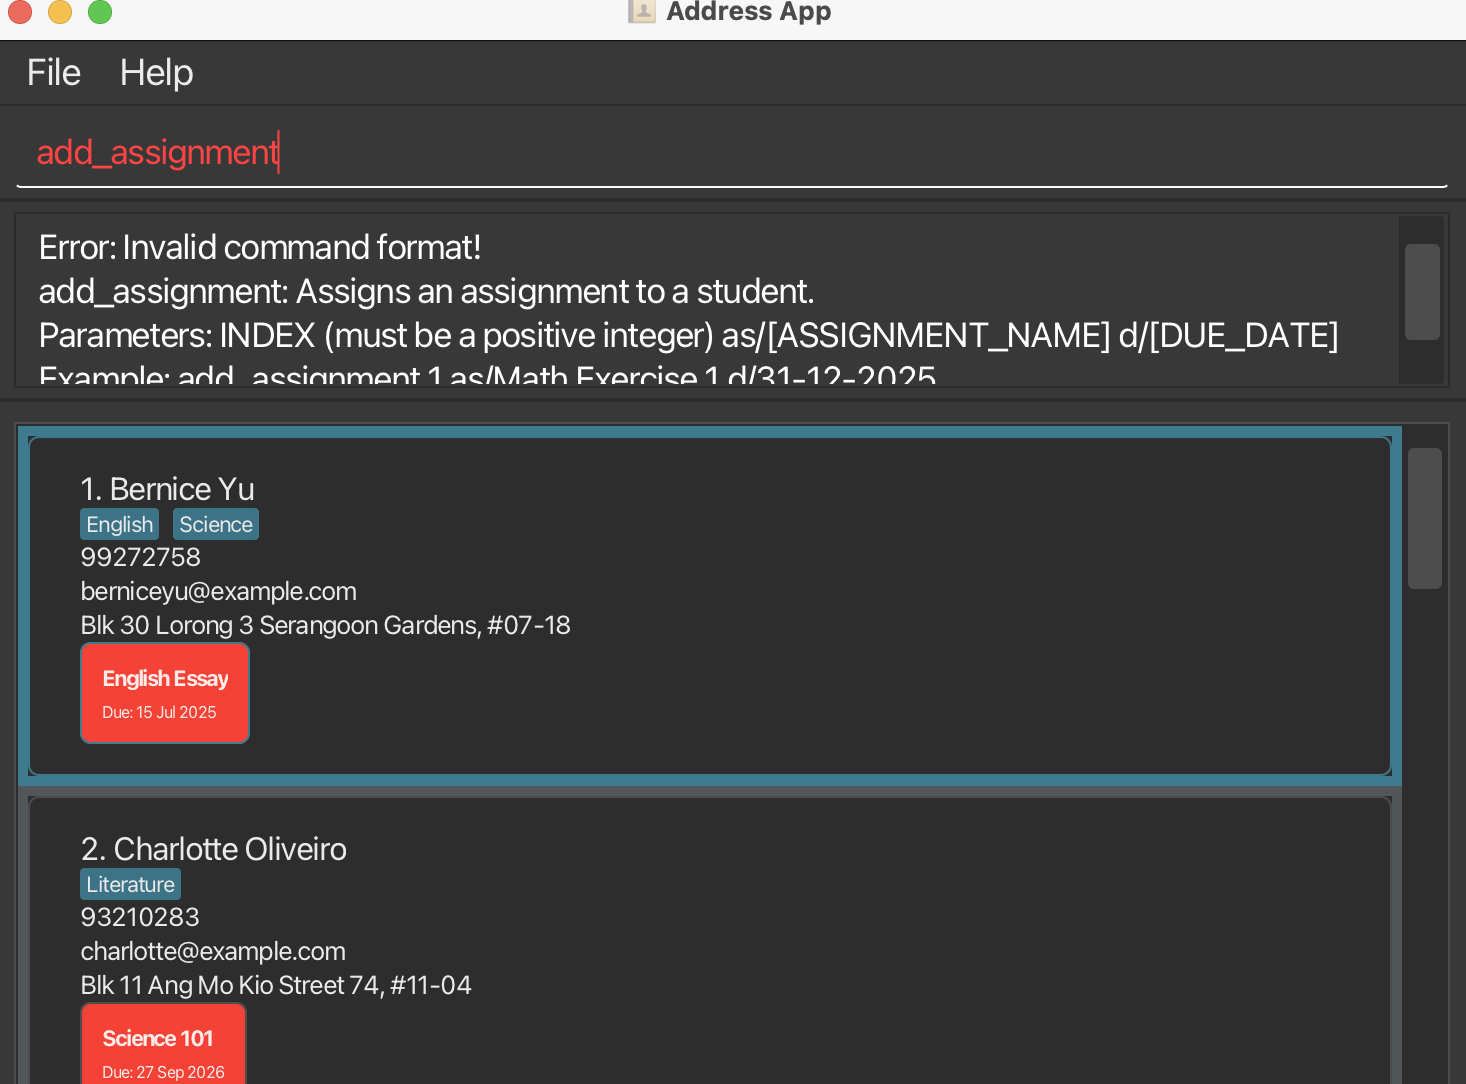 Address App
File Help
add_assignment
Error: Invalid command format!
add_assignment: Assigns an assignment to a student.
Parameters: INDEX (must be a positive integer) as/[ASSIGNMENT_NAME] d/[DUE_DATE]
Example: add_assignment 1 as/Math Exercise 1 d/31-12-2025
1. Bernice Yu
English Science
99272758
berniceyu@example.com
Blk 30 Lorong 3 Serangoon Gardens, #07-18
English Essay
Due: 15 Jul 2025
2. Charlotte Oliveiro
Literature
93210283
charlotte@example.com
Blk 11 Ang Mo Kio Street 74, #11-04
Science 101
Due: 27 Sep 2026